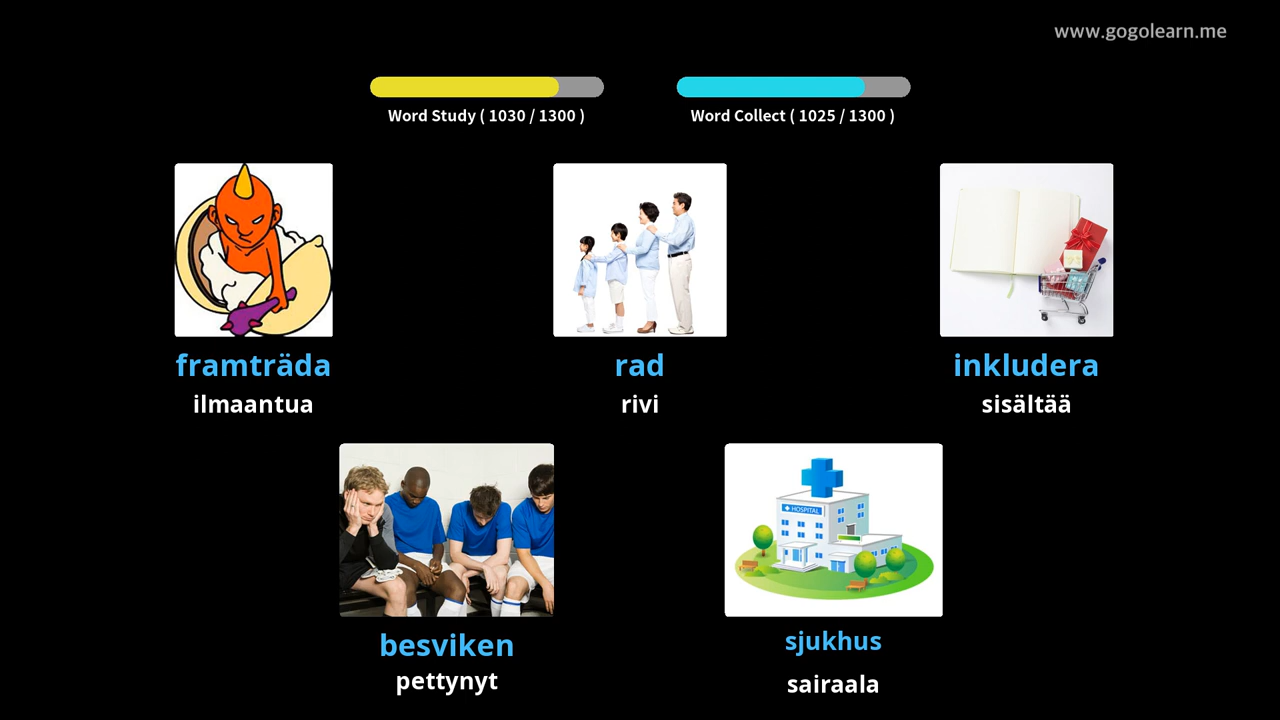 www.gogolearn.me
Word Study ( 1030 / 1300 )
Word Collect ( 1025 / 1300 )
framträda
ilmaantua
rad
rivi
inkludera
sisältää
HOSPITAL
besviken
pettynyt
sjukhus
sairaala